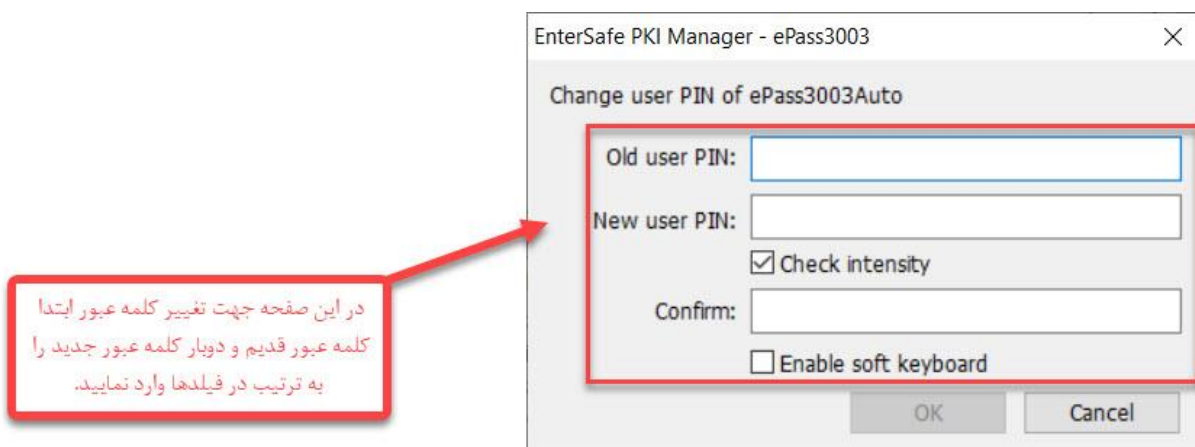 EnterSafe PKI Manager - ePass3003
Change user PIN of ePass3003Auto
Old user PIN:
New user PIN:
Check intensity
Confirm:
Enable soft keyboard
OK
Cancel
در این صفحه جهت تغییر کلمه عبور ابتدا
کلمه عبور قدیم و دوبار کلمه عبور جدید را
به ترتیب در فیلدها وارد نمایید.